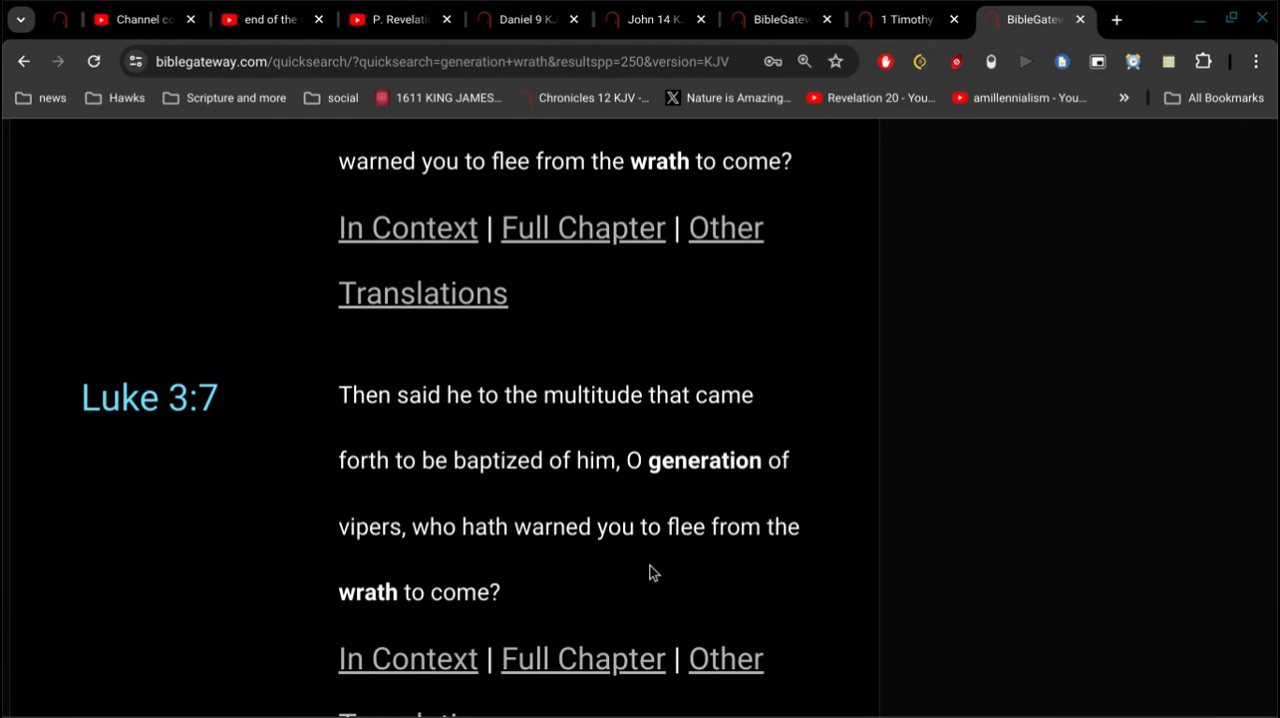 Channel cc
end of the
P. Revelati
Daniel 9 K.
John 14 K.
BibleGatew
1 Timothy
BibleGatew
biblegateway.com/quicksearch/?quicksearch=generation+wrath&resultspp=250&version=KJV
news
Hawks
Scripture and more
social
1611 KING JAMES...
Chronicles 12 KJV -...
Nature is Amazing...
Revelation 20 - You...
amillennialism - You...
»
All Bookmarks
warned you to flee from the wrath to come?
In Context | Full Chapter | Other
Translations
Luke 3:7
Then said he to the multitude that came
forth to be baptized of him, O generation of
vipers, who hath warned you to flee from the
wrath to come?
In Context | Full Chapter | Other